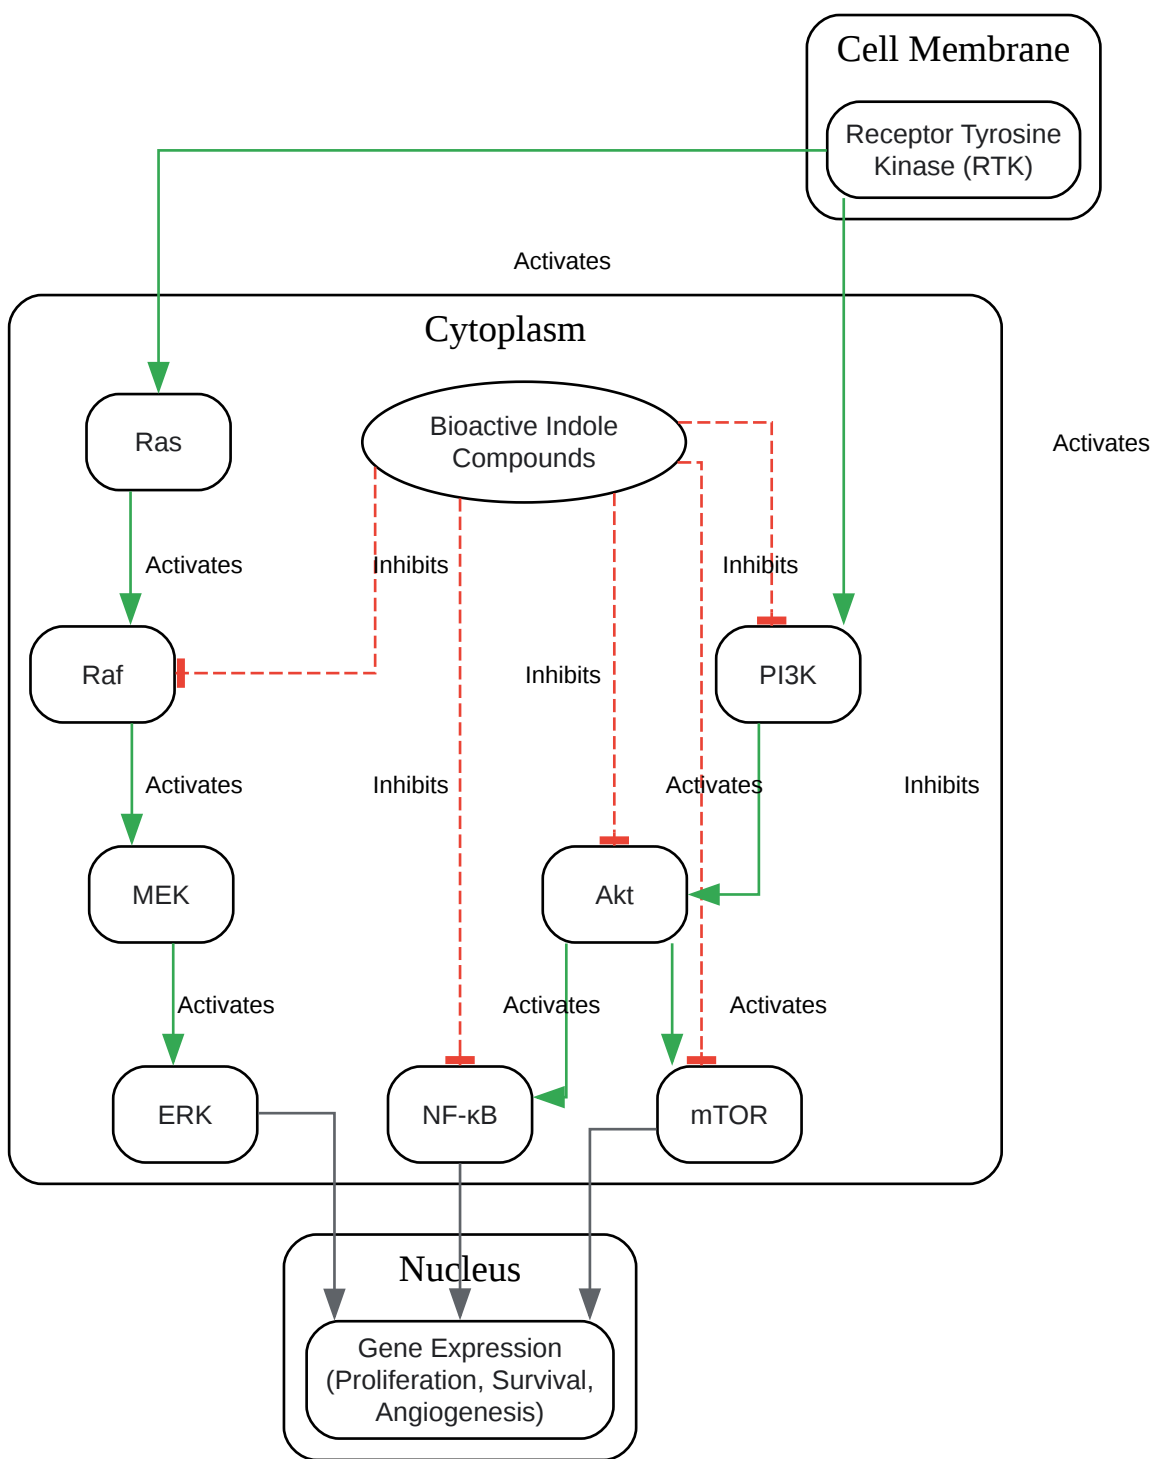 Cell Membrane
Receptor Tyrosine
Kinase (RTK)
Activates
Cytoplasm
Ras
Bioactive Indole
Compounds
Activates
Activates
Inhibits
Inhibits
Raf
Inhibits
PI3K
Activates
Inhibits
Activates
Inhibits
MEK
Akt
Activates
Activates
Activates
ERK
NF-κB
mTOR
Nucleus
Gene Expression
(Proliferation, Survival,
Angiogenesis)